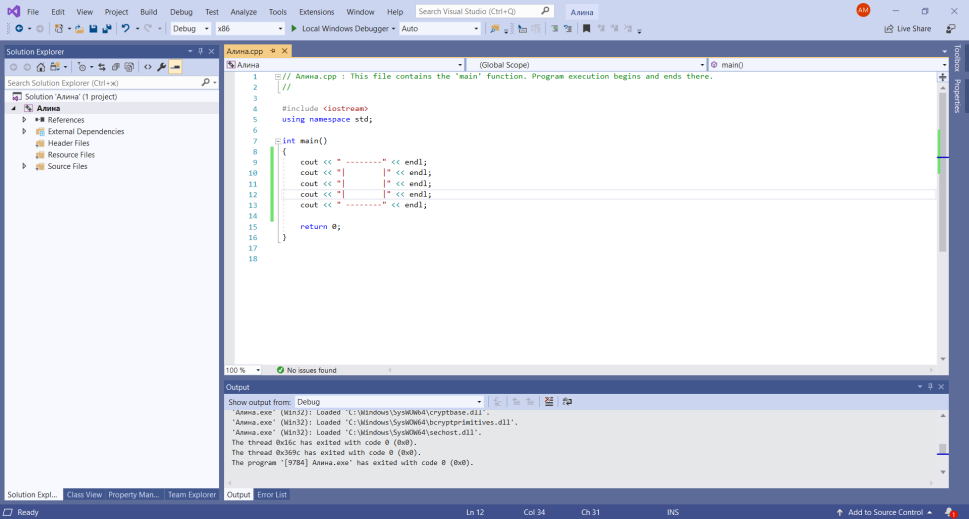 File Edit View Project Build Debug Test Analyze Tools Extensions Window Help Search Visual Studio (Ctrl+Q) Алина AM
Debug x86 Local Windows Debugger Auto Live Share
Solution Explorer
Search Solution Explorer (Ctrl+ж)
Solution 'Алина' (1 project)
Алина
References
External Dependencies
Header Files
Resource Files
Source Files
Solution Expl... Class View Property Man... Team Explorer
Алина.cpp
Алина (Global Scope) main()
1 // Алина.cpp : This file contains the 'main' function. Program execution begins and ends there.
2 //
3
4 #include <iostream>
5 using namespace std;
6
7 int main()
8 {
9 cout << " --------" << endl;
10 cout << "|        |" << endl;
11 cout << "|        |" << endl;
12 cout << "|        |" << endl;
13 cout << " --------" << endl;
14
15 return 0;
16 }
17
18
100 % No issues found
Output
Show output from: Debug
'Алина.exe' (Win32): Loaded 'C:\Windows\SysWOW64\cryptbase.dll'.
'Алина.exe' (Win32): Loaded 'C:\Windows\SysWOW64\bcryptprimitives.dll'.
'Алина.exe' (Win32): Loaded 'C:\Windows\SysWOW64\sechost.dll'.
The thread 0x16c has exited with code 0 (0x0).
The thread 0x369c has exited with code 0 (0x0).
The program '[9784] Алина.exe' has exited with code 0 (0x0).
Output Error List
Toolbox
Properties
Ready Ln 12 Col 34 Ch 31 INS Add to Source Control 1